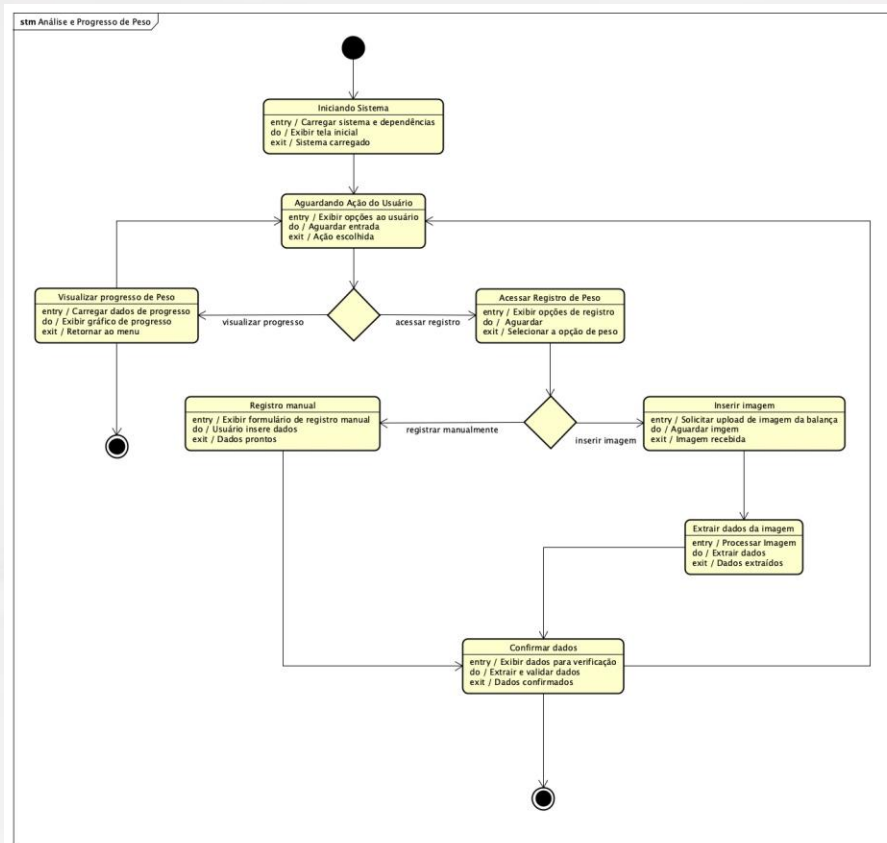 stm Análise e Progresso de Peso
Iniciando Sistema
entry / Carregar sistema e dependências
do / Exibir tela inicial
exit / Sistema carregado
Aguardando Ação do Usuário
entry / Exibir opções ao usuário
do / Aguardar entrada
exit / Ação escolhida
Visualizar progresso de Peso
entry / Carregar dados de progresso
do / Exibir gráfico de progresso
exit / Retornar ao menu
visualizar progresso
acessar registro
Acessar Registro de Peso
entry / Exibir opções de registro
do / Aguardar
exit / Selecionar a opção de peso
Registro manual
entry / Exibir formulário de registro manual
do / Usuário insere dados
exit / Dados prontos
registrar manualmente
inserir imagem
Inserir imagem
entry / Solicitar upload de imagem da balança
do / Aguardar imgem
exit / Imagem recebida
Extrair dados da imagem
entry / Processar Imagem
do / Extrair dados
exit / Dados extraídos
Confirmar dados
entry / Exibir dados para verificação
do / Extrair e validar dados
exit / Dados confirmados